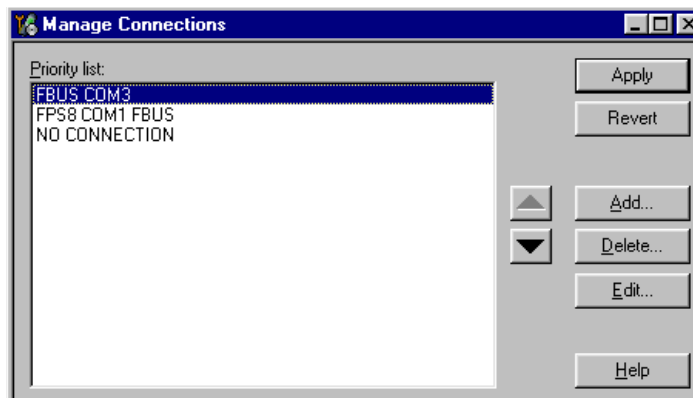 Manage Connections
Priority list:
FBUS COM3
FPS8 COM1 FBUS
NO CONNECTION
Apply
Revert
Add...
Delete...
Edit...
Help